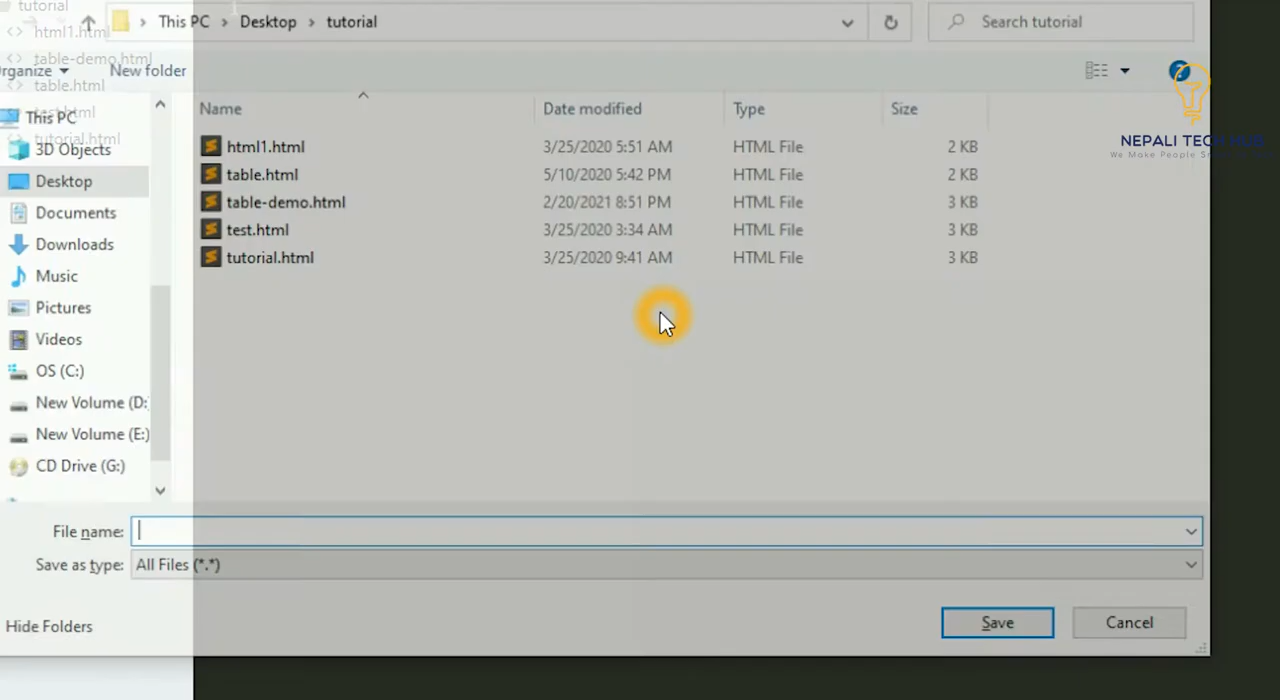 tutorial
This PC > Desktop > tutorial
Search tutorial
html1.html
table-demo.html
Organize
New folder
table.html
test.html
tutorial.html
Name
Date modified
Type
Size
This PC
3D Objects
Desktop
Documents
Downloads
Music
Pictures
Videos
OS (C:)
New Volume (D:
New Volume (E:)
CD Drive (G:)
html1.html 3/25/2020 5:51 AM HTML File 2 KB
table.html 5/10/2020 5:42 PM HTML File 2 KB
table-demo.html 2/20/2021 8:51 PM HTML File 3 KB
test.html 3/25/2020 3:34 AM HTML File 3 KB
tutorial.html 3/25/2020 9:41 AM HTML File 3 KB
NEPALI TECH HUB
We Make People
File name:
Save as type: All Files (*.*)
Hide Folders
Save
Cancel